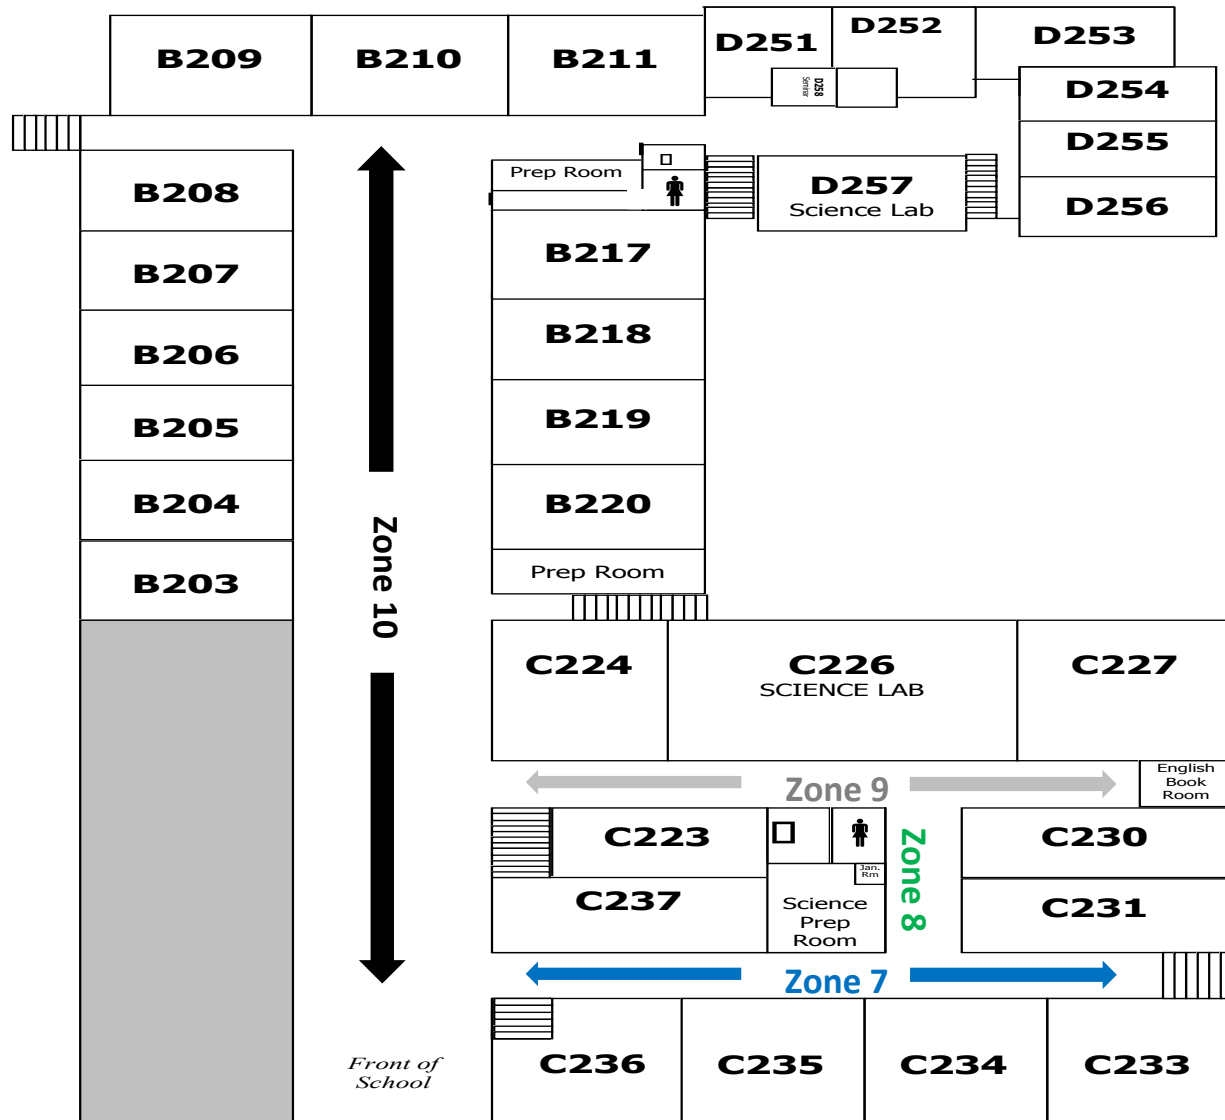 B209
B210
B211
D251
D252
D253
D258
Seminar
D254
D255
D256
Prep Room
D257
Science Lab
B208
B207
B206
B205
B204
B203
B217
B218
B219
B220
Prep Room
Zone 10
C224
C226
SCIENCE LAB
C227
Zone 9
English
Book
Room
C223
C237
Jan.
Rm
Science
Prep
Room
Zone 8
C230
C231
Zone 7
Front of
School
C236
C235
C234
C233